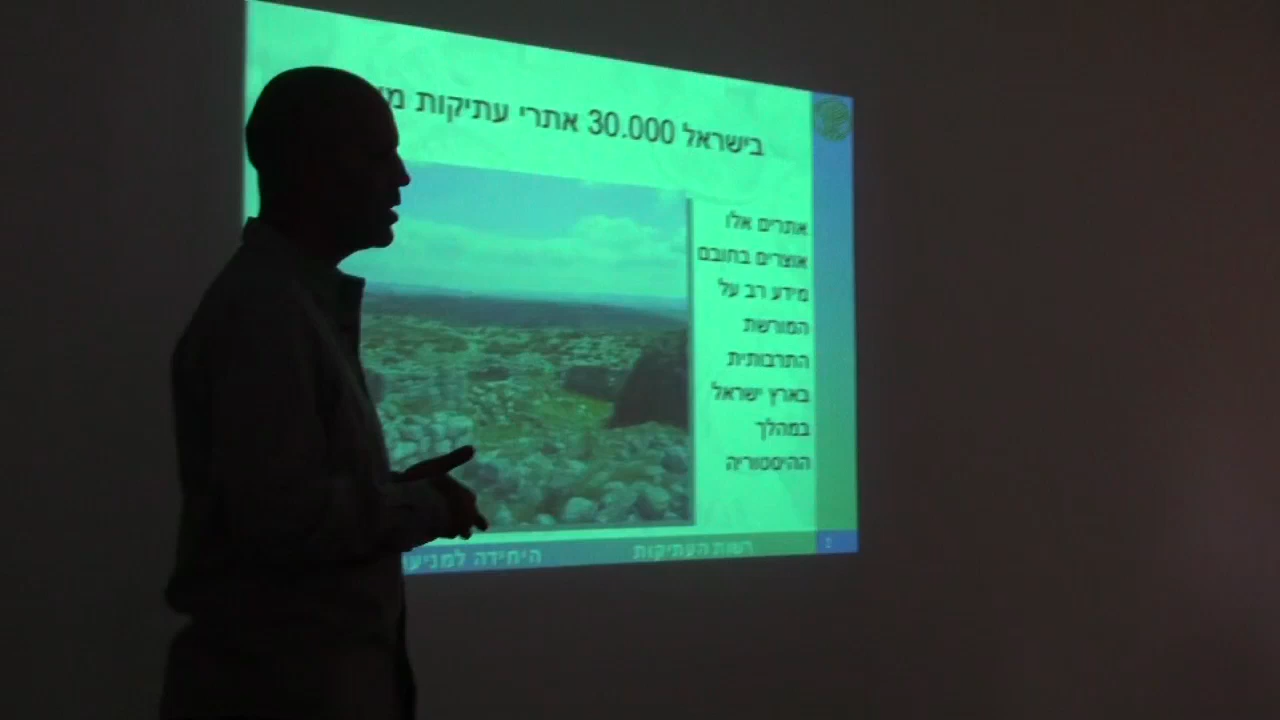 בישראל 30.000 אתרי עתיקות
אתרים אלו
אוצרים בחובם
מידע רב על
המורשת
התרבותית
בארץ ישראל
במהלך
ההיסטוריה
רשות העתיקות
היחידה
2